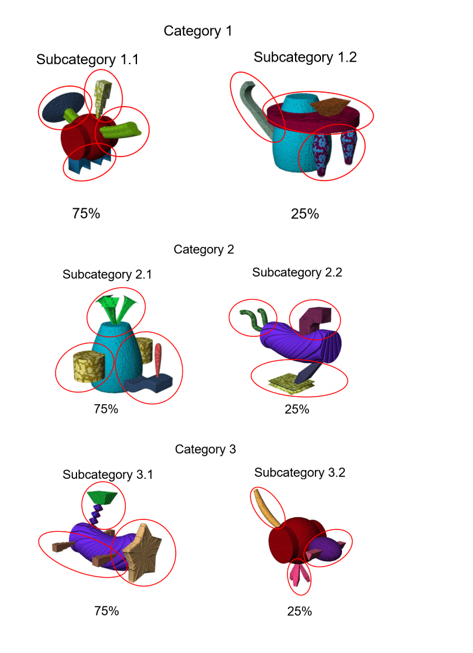 Category 1
Subcategory 1.1
Subcategory 1.2
75%
25%
Category 2
Subcategory 2.1
Subcategory 2.2
75%
25%
Category 3
Subcategory 3.1
Subcategory 3.2
75%
25%